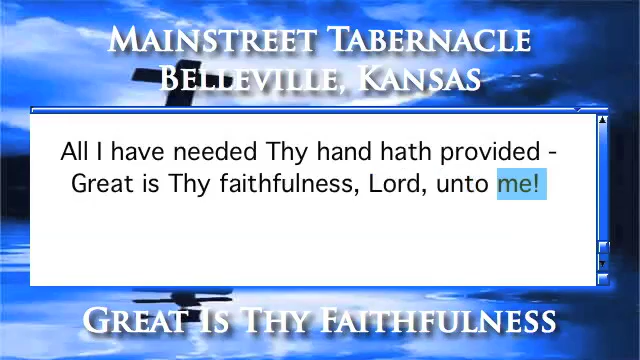 Mainstreet Tabernacle
Belleville, Kansas
All I have needed Thy hand hath provided -
Great is Thy faithfulness, Lord, unto me!
Great Is Thy Faithfulness